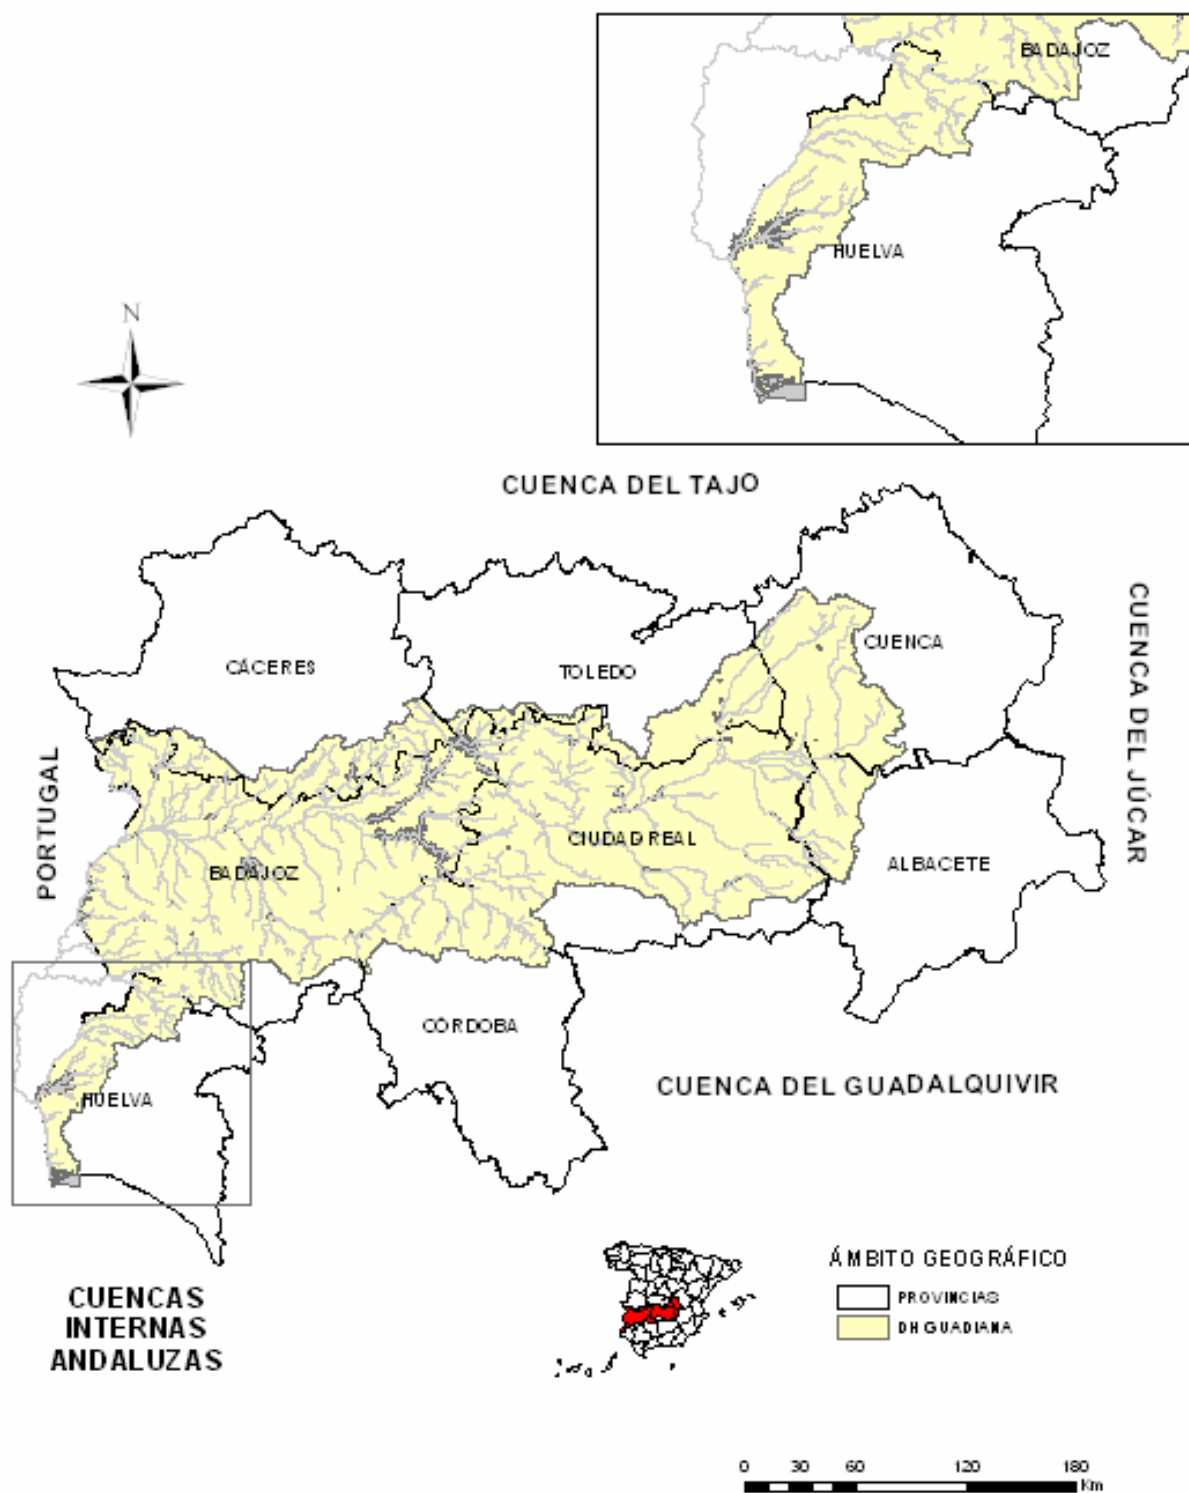 BADAJOZ
HUELVA
N
CUENCA DEL TAJO
CUENCA DEL JÚCAR
PORTUGAL
CÁCERES
TOLEDO
CUENCA
CIUDAD REAL
BADAJOZ
ALBACETE
CÓRDOBA
HUELVA
CUENCA DEL GUADALQUIVIR
CUENCAS
INTERNAS
ANDALUZAS
ÁMBITO GEOGRÁFICO
PROVINCIAS
DH GUADIANA
0 30 60 120 180
Km